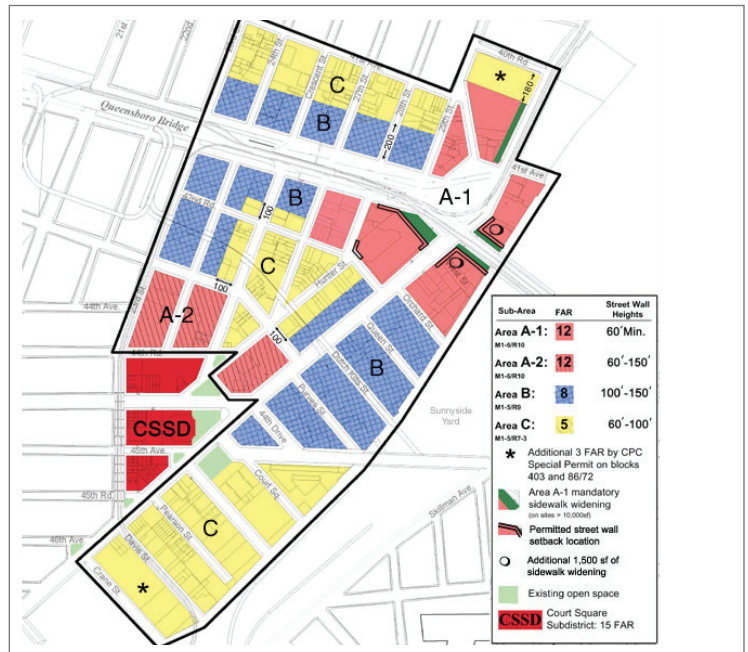 21st
22nd.
24th St.
Crescent St.
27th St.
28th St.
29th St.
41st Ave.
40th Rd.
*
180
C
B
200
Queensboro Bridge
41st Ave.
A-1
42nd Rd.
B
100
C
Hunter St.
100
44th Ave.
23rd St.
A-2
Orchard St.
100
Queen St.
Dutch Kills St.
B
44th Rd.
Purves St.
44th Drive
Sunnyside
Yard
CSSD
45th Ave.
45th Rd.
Court Sq.
Skillman Ave.
46th Ave.
Pearson St.
C
Davis St.
*
Crane St.
Sub-Area FAR Street Wall Heights
Area A-1: 12 60' Min.
M1-6/R10
Area A-2: 12 60'-150'
M1-6/R10
Area B: 8 100'-150'
M1-5/R9
Area C: 5 60'-100'
M1-5/R7-3
* Additional 3 FAR by CPC
Special Permit on blocks
403 and 86/72
Area A-1 mandatory
sidewalk widening
(on sites > 10,000sf)
Permitted street wall
setback location
Additional 1,500 sf of
sidewalk widening
Existing open space
CSSD Court Square
Subdistrict: 15 FAR